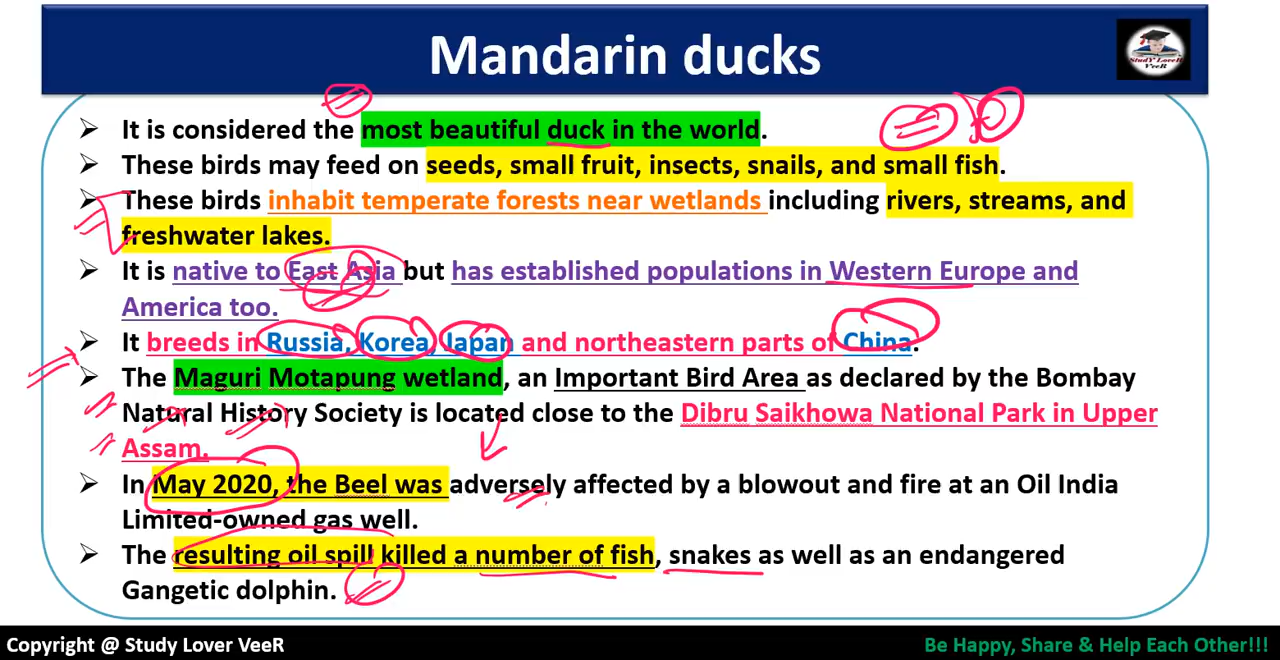 Mandarin ducks
StudY LoveR
VeeR
➢ It is considered the most beautiful duck in the world.
➢ These birds may feed on seeds, small fruit, insects, snails, and small fish.
➢ These birds inhabit temperate forests near wetlands including rivers, streams, and
freshwater lakes.
➢ It is native to East Asia but has established populations in Western Europe and
America too.
➢ It breeds in Russia, Korea, Japan and northeastern parts of China.
➢ The Maguri Motapung wetland, an Important Bird Area as declared by the Bombay
Natural History Society is located close to the Dibru Saikhowa National Park in Upper
Assam.
➢ In May 2020, the Beel was adversely affected by a blowout and fire at an Oil India
Limited-owned gas well.
➢ The resulting oil spill killed a number of fish, snakes as well as an endangered
Gangetic dolphin.
Copyright @ Study Lover VeeR
Be Happy, Share & Help Each Other!!!